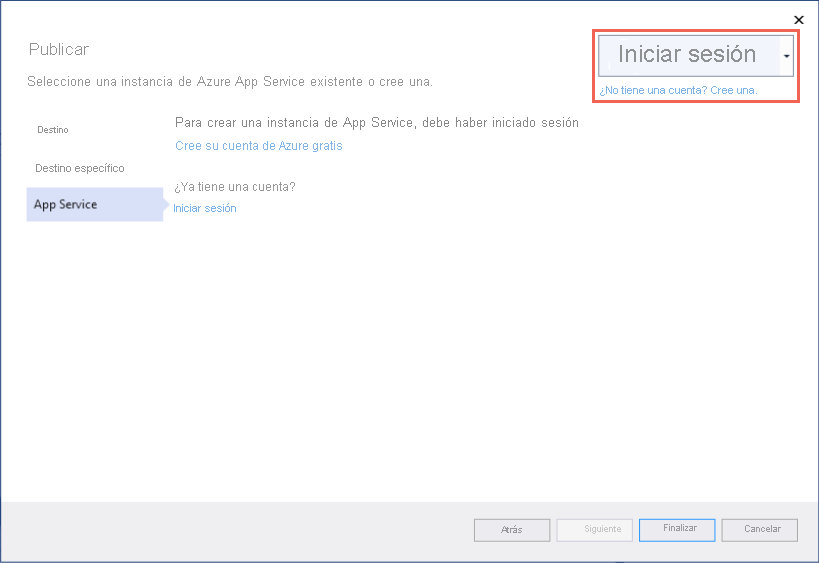 Publicar
Seleccione una instancia de Azure App Service existente o cree una.
Iniciar sesión
¿No tiene una cuenta? Cree una.
Destino
Destino específico
App Service
Para crear una instancia de App Service, debe haber iniciado sesión
Cree su cuenta de Azure gratis
¿Ya tiene una cuenta?
Iniciar sesión
Atrás
Siguiente
Finalizar
Cancelar